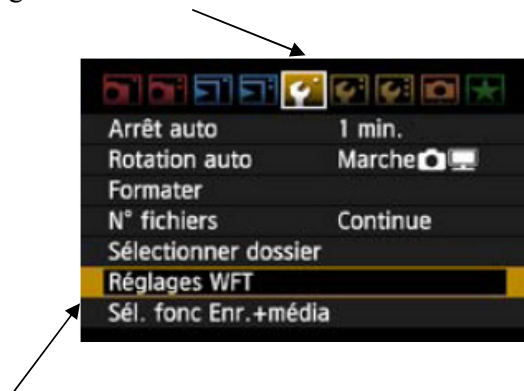 Arrêt auto 1 min.
Rotation auto Marche
Formater
N° fichiers Continue
Sélectionner dossier
Réglages WFT
Sél. fonc Enr.+média